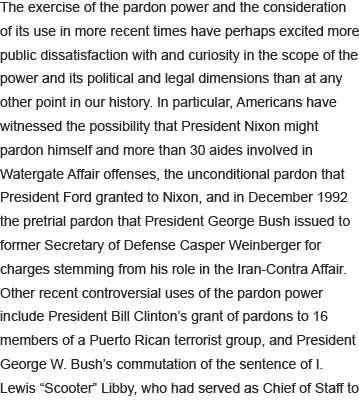 The exercise of the pardon power and the consideration
of its use in more recent times have perhaps excited more
public dissatisfaction with and curiosity in the scope of the
power and its political and legal dimensions than at any
other point in our history. In particular, Americans have
witnessed the possibility that President Nixon might
pardon himself and more than 30 aides involved in
Watergate Affair offenses, the unconditional pardon that
President Ford granted to Nixon, and in December 1992
the pretrial pardon that President George Bush issued to
former Secretary of Defense Casper Weinberger for
charges stemming from his role in the Iran-Contra Affair.
Other recent controversial uses of the pardon power
include President Bill Clinton’s grant of pardons to 16
members of a Puerto Rican terrorist group, and President
George W. Bush’s commutation of the sentence of I.
Lewis “Scooter” Libby, who had served as Chief of Staff to